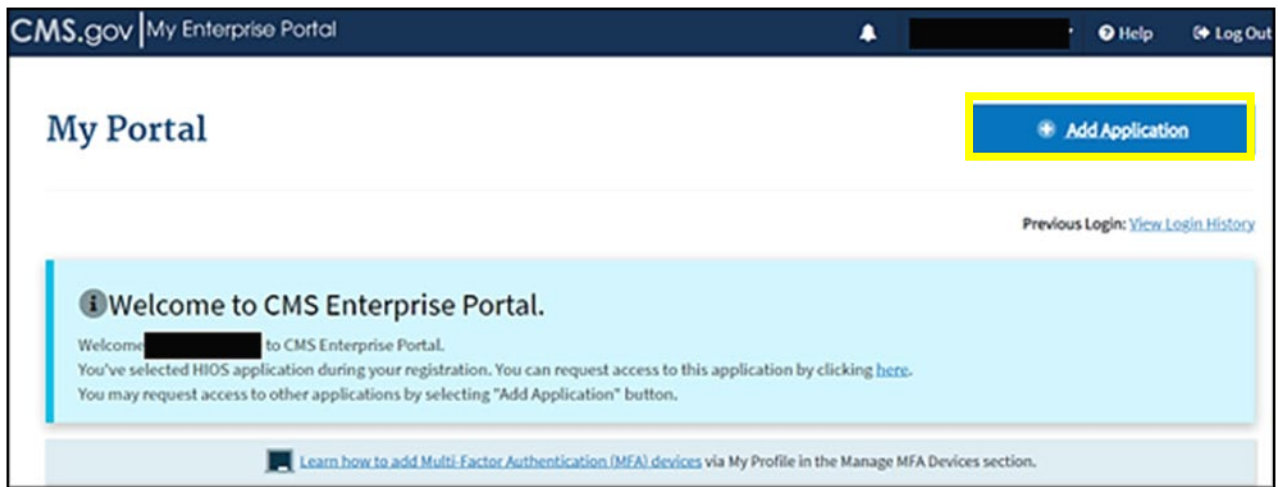 CMS.gov My Enterprise Portal Help Log Out
My Portal Add Application
Previous Login: View Login History
Welcome to CMS Enterprise Portal.
Welcome to CMS Enterprise Portal.
You've selected HIOS application during your registration. You can request access to this application by clicking here.
You may request access to other applications by selecting "Add Application" button.
Learn how to add Multi-Factor Authentication (MFA) devices via My Profile in the Manage MFA Devices section.